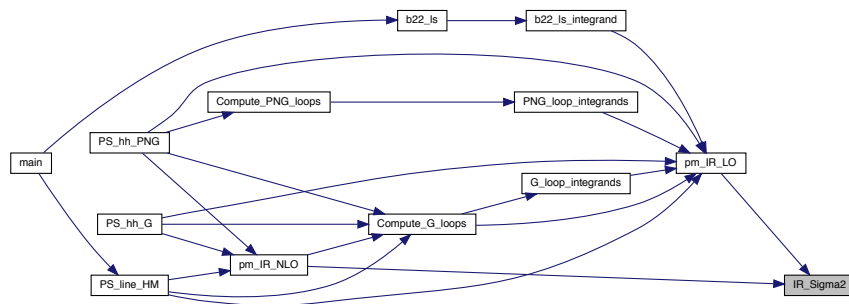 b22_ls
b22_ls_integrand
Compute_PNG_loops
PNG_loop_integrands
PS_hh_PNG
main
pm_IR_LO
G_loop_integrands
PS_hh_G
Compute_G_loops
pm_IR_NLO
PS_line_HM
IR_Sigma2